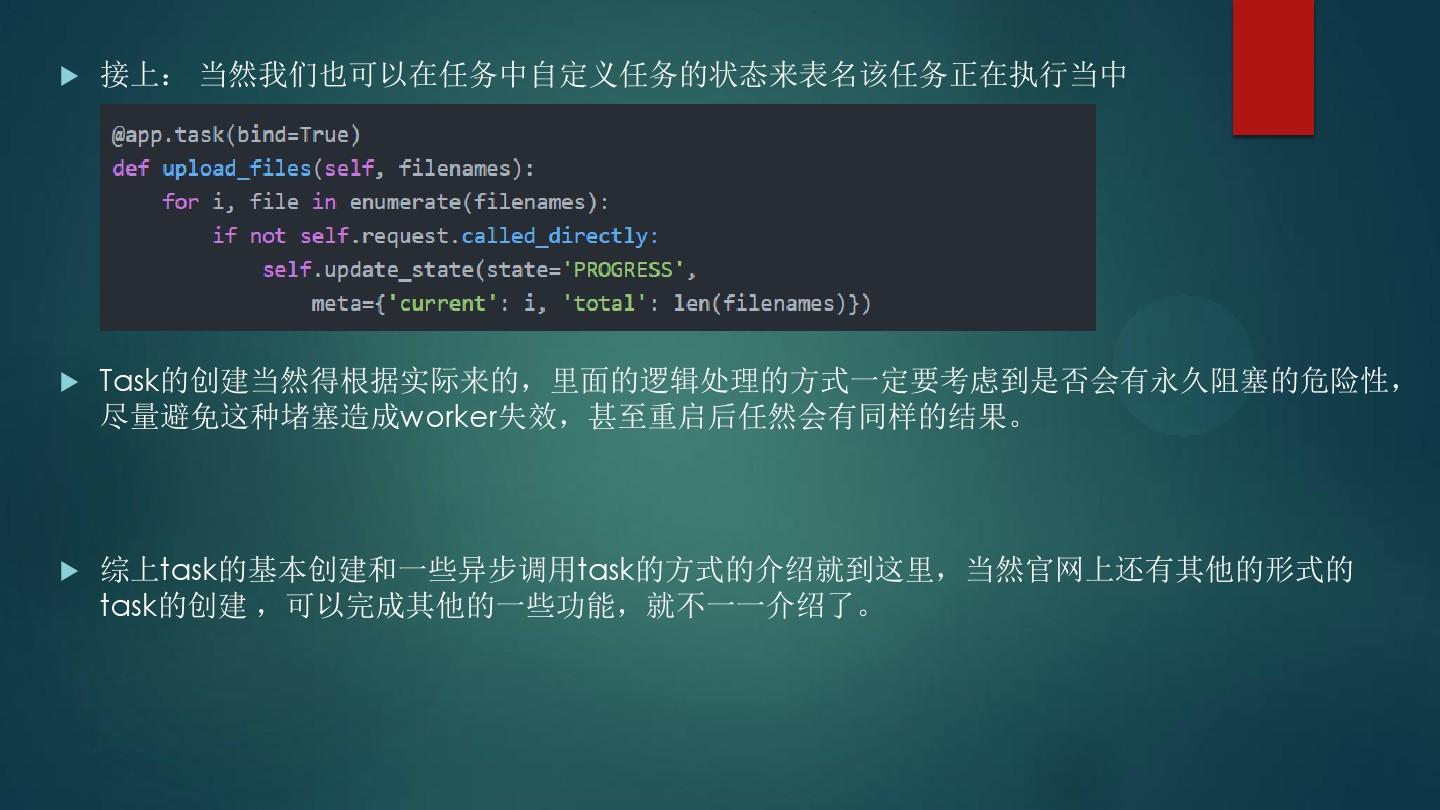 接上： 当然我们也可以在任务中自定义任务的状态来表名该任务正在执行当中
@app.task(bind=True)
def upload_files(self, filenames):
    for i, file in enumerate(filenames):
        if not self.request.called_directly:
            self.update_state(state='PROGRESS',
                meta={'current': i, 'total': len(filenames)})
Task的创建当然得根据实际来的，里面的逻辑处理的方式一定要考虑到是否会有永久阻塞的危险性，
尽量避免这种堵塞造成worker失效，甚至重启后任然会有同样的结果。
综上task的基本创建和一些异步调用task的方式的介绍就到这里，当然官网上还有其他的形式的
task的创建 ，可以完成其他的一些功能，就不一一介绍了。